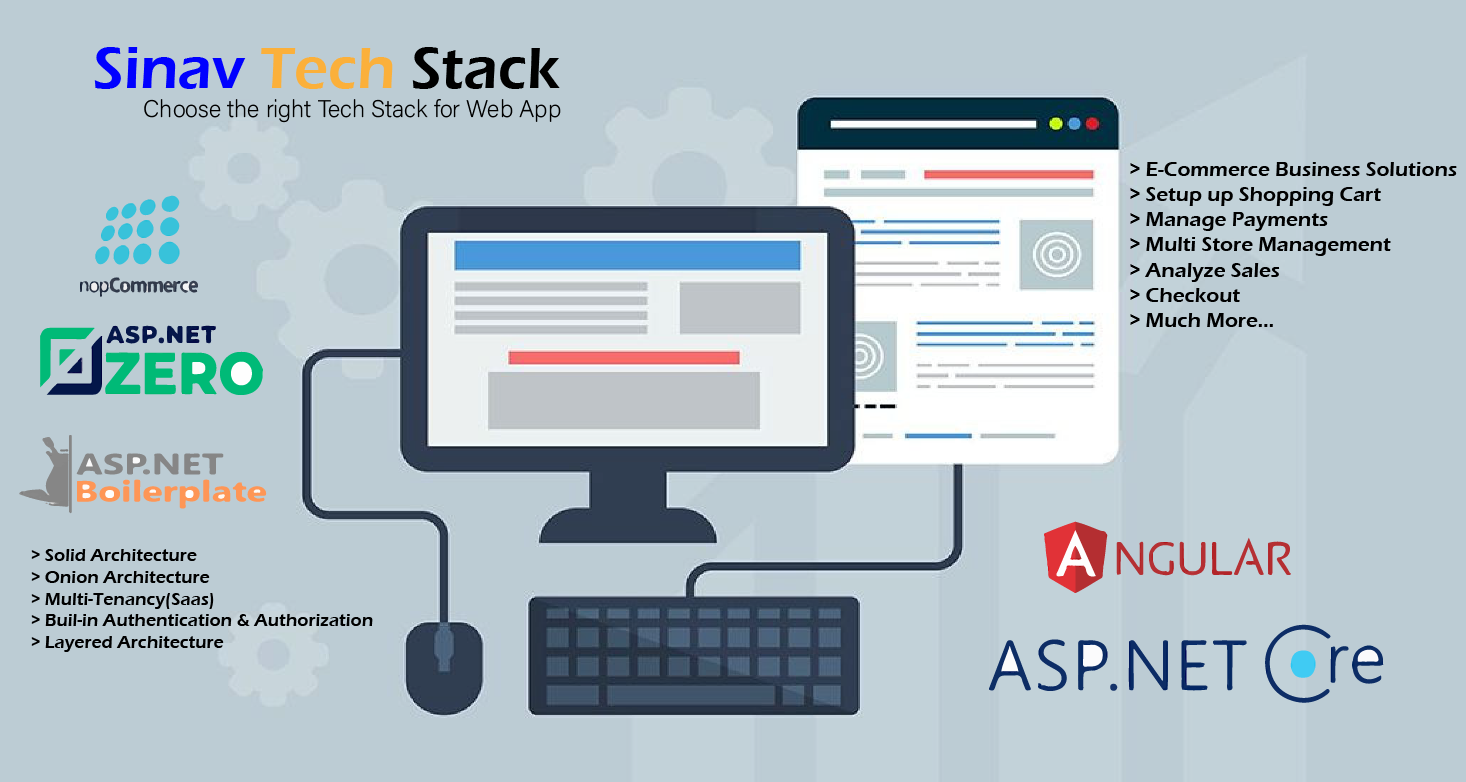 Sinav Tech Stack
Choose the right Tech Stack for Web App
nopCommerce
ASP.NET
ZERO
ASP.NET
Boilerplate
> Solid Architecture
> Onion Architecture
> Multi-Tenancy(Saas)
> Buil-in Authentication & Authorization
> Layered Architecture
> E-Commerce Business Solutions
> Setup up Shopping Cart
> Manage Payments
> Multi Store Management
> Analyze Sales
> Checkout
> Much More...
ANGULAR
ASP.NET Core